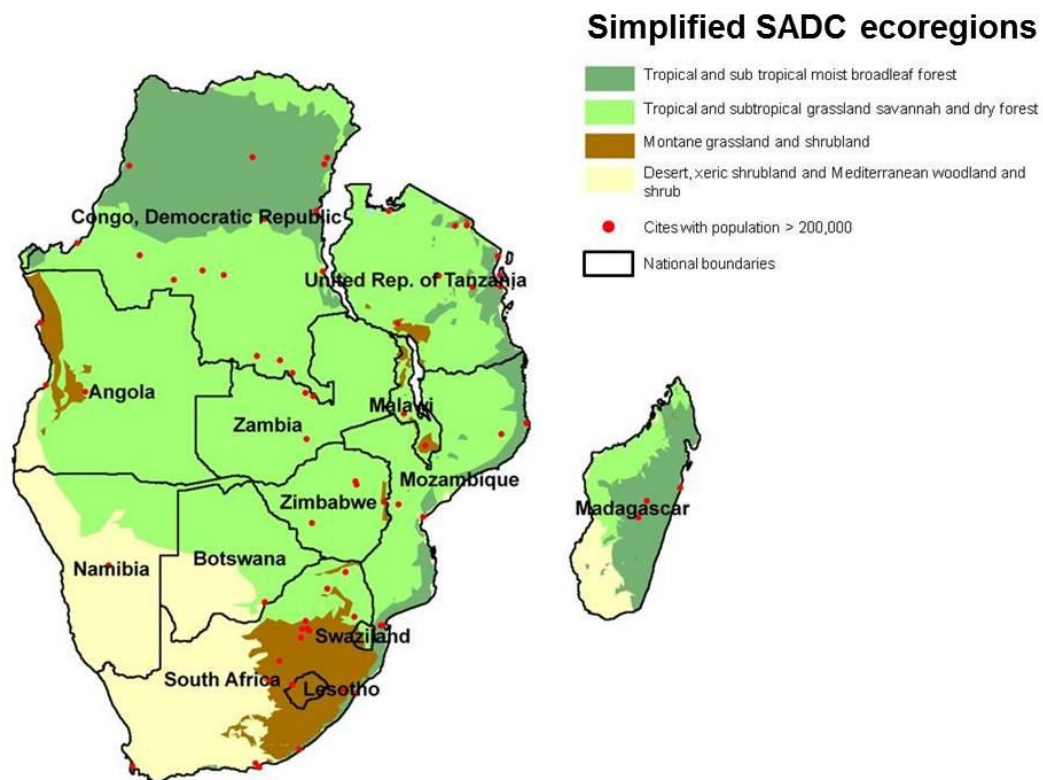 Simplified SADC ecoregions
Tropical and sub tropical moist broadleaf forest
Tropical and subtropical grassland savannah and dry forest
Montane grassland and shrubland
Desert, xeric shrubland and Mediterranean woodland and
shrub
Cites with population > 200,000
National boundaries
Congo, Democratic Republic
United Rep. of Tanzania
Angola
Malawi
Zambia
Mozambique
Zimbabwe
Madagascar
Botswana
Namibia
Swaziland
South Africa
Lesotho